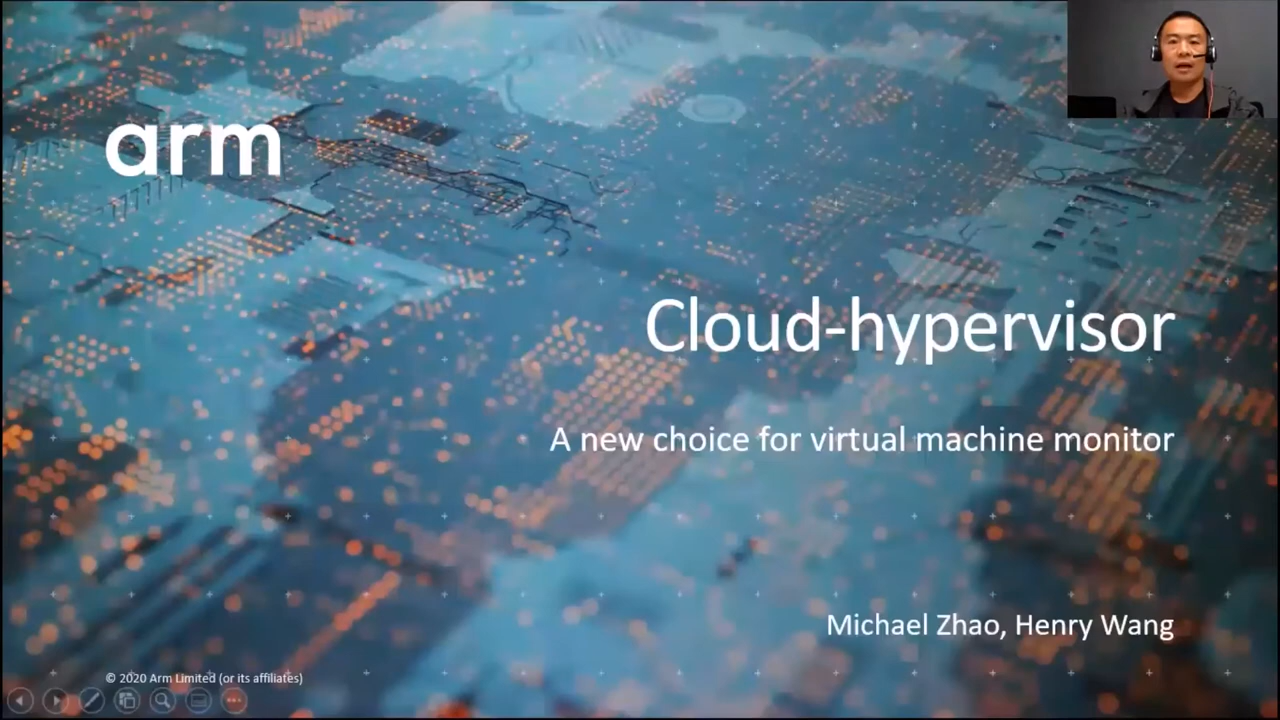 arm
Cloud-hypervisor
A new choice for virtual machine monitor
Michael Zhao, Henry Wang
© 2020 Arm Limited (or its affiliates)